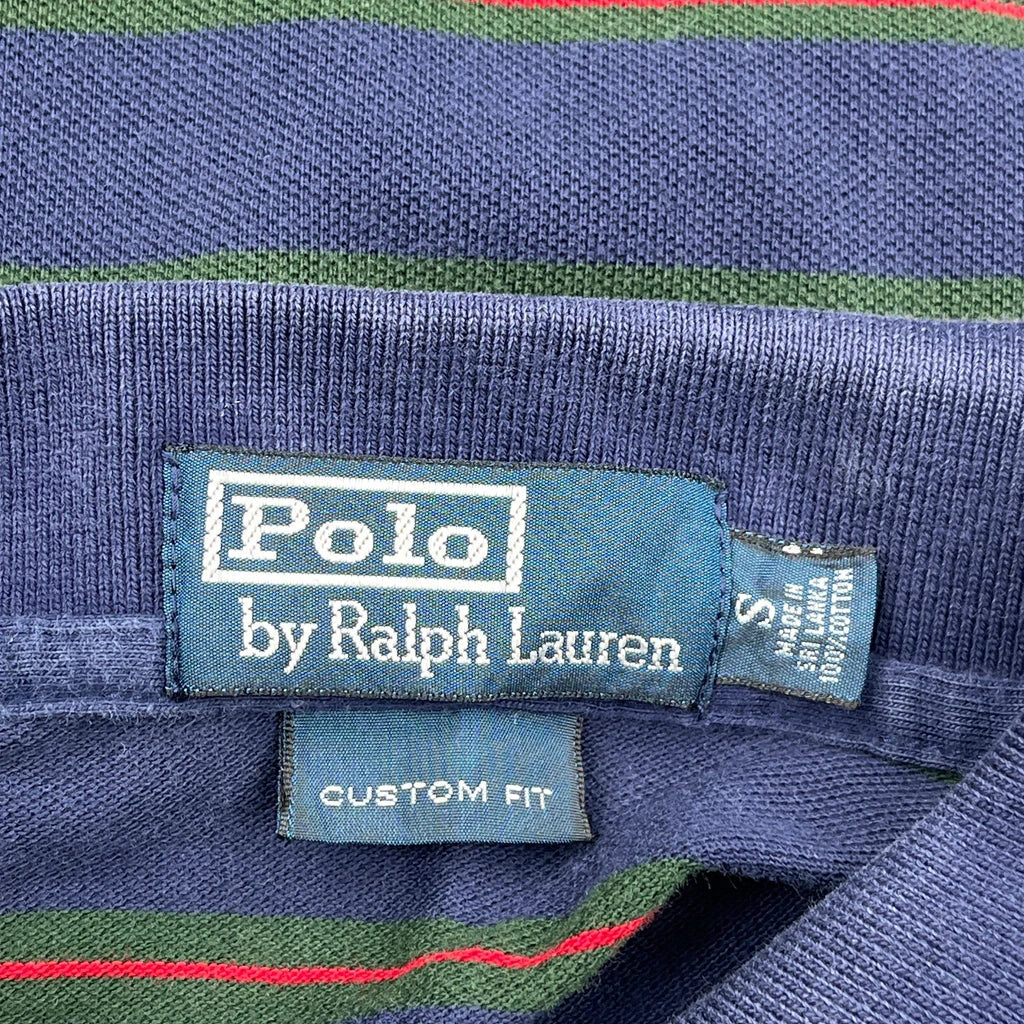 Polo
by Ralph Lauren
S
MADE IN
SRI LANKA
100% COTTON
CUSTOM FIT